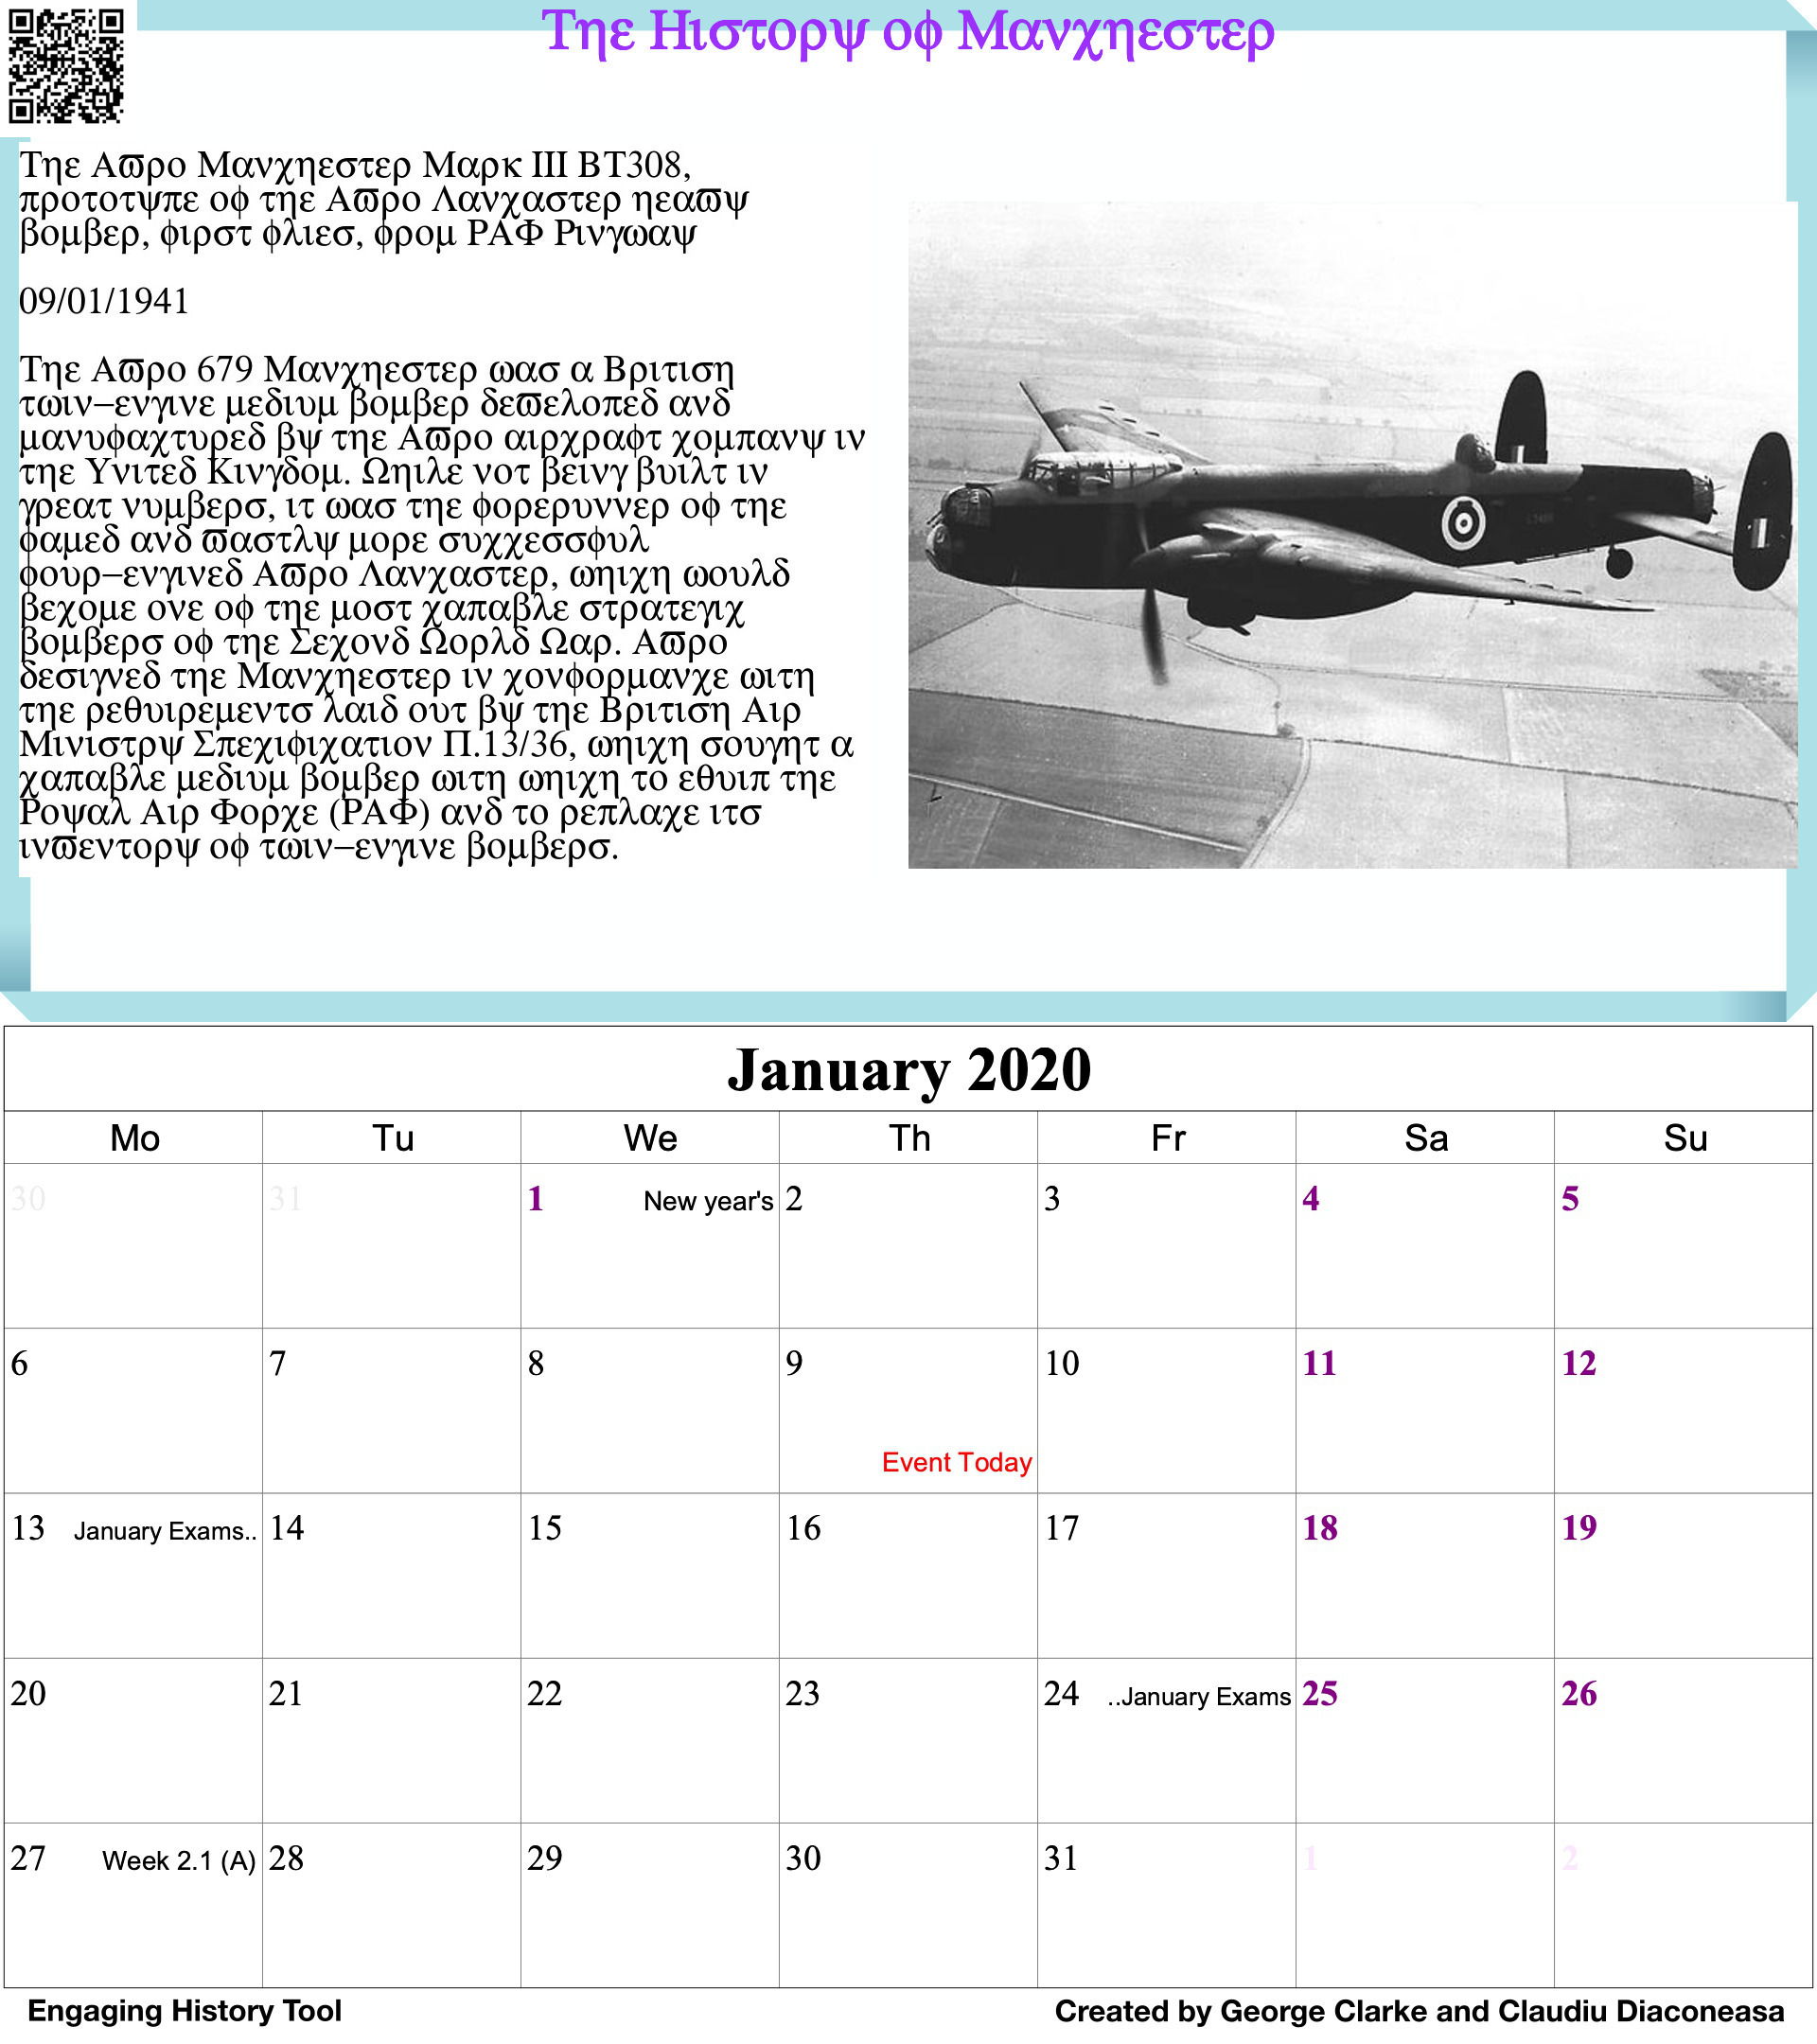 Τηε Ηιστορψ οφ Μανχηεστερ
Τηε Αϖρο Μανχηεστερ Μαρκ ΙΙΙ ΒΤ308,
προτοτψπε οφ τηε Αϖρο Λανχαστερ ηεαϖψ
βομβερ, φιρστ φλιεσ, φρομ ΡΑΦ Ρινγωαψ
09/01/1941
Τηε Αϖρο 679 Μανχηεστερ ωασ α Βριτιση
τωιν−ενγινε μεδιυμ βομβερ δεϖελοπεδ ανδ
μανυφαχτυρεδ βψ τηε Αϖρο αιρχραφτ χομπανψ ιν
τηε Υνιτεδ Κινγδομ. Ωηιλε νοτ βεινγ βυιλτ ιν
γρεατ νυμβερσ, ιτ ωασ τηε φορερυννερ οφ τηε
φαμεδ ανδ ϖαστλψ μορε συχχεσσφυλ
φουρ−ενγινεδ Αϖρο Λανχαστερ, ωηιχη ωουλδ
βεχομε ονε οφ τηε μοστ χαπαβλε στρατεγιχ
βομβερσ οφ τηε Σεχονδ Ωορλδ Ωαρ. Αϖρο
δεσιγνεδ τηε Μανχηεστερ ιν χονφορμανχε ωιτη
τηε ρεθυιρεμεντσ λαιδ ουτ βψ τηε Βριτιση Αιρ
Μινιστρψ Σπεχιφιχατιον Π.13/36, ωηιχη σουγητ α
χαπαβλε μεδιυμ βομβερ ωιτη ωηιχη το εθυιπ τηε
Ροψαλ Αιρ Φορχε (ΡΑΦ) ανδ το ρεπλαχε ιτσ
ινϖεντορψ οφ τωιν−ενγινε βομβερσ.
January 2020
Mo Tu We Th Fr Sa Su
30 31 1 New year's 2 3 4 5
6 7 8 9 10 11 12
Event Today
13 January Exams.. 14 15 16 17 18 19
20 21 22 23 24 ..January Exams 25 26
27 Week 2.1 (A) 28 29 30 31 1 2
Engaging History Tool Created by George Clarke and Claudiu Diaconeasa